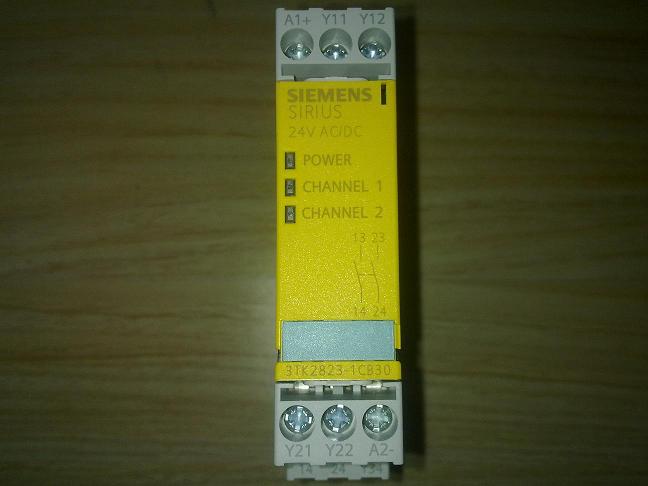 A1+ Y11 Y12
SIEMENS
SIRIUS
24V AC/DC
POWER
CHANNEL 1
CHANNEL 2
13 23
14 24
3TK2823-1CB30
Y21 Y22 A2-
14 24 Y34